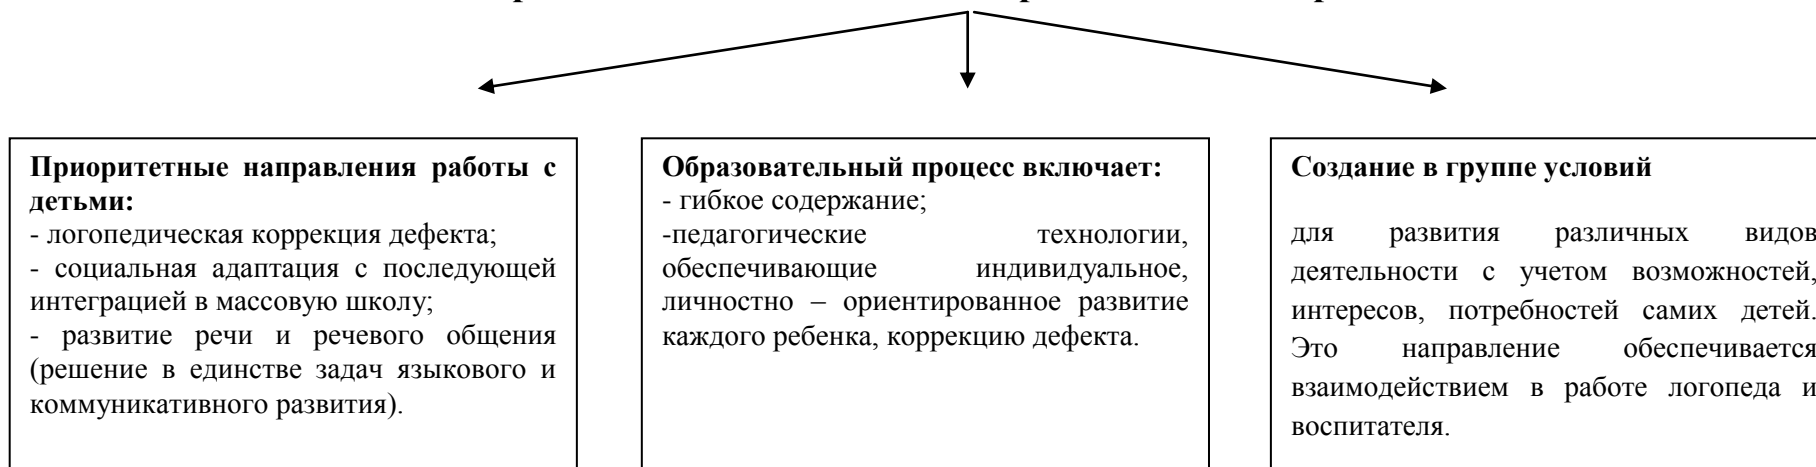 Приоритетные направления работы с
детьми:
- логопедическая коррекция дефекта;
- социальная адаптация с последующей
интеграцией в массовую школу;
- развитие речи и речевого общения
(решение в единстве задач языкового и
коммуникативного развития).
Образовательный процесс включает:
- гибкое содержание;
-педагогические технологии,
обеспечивающие индивидуальное,
личностно – ориентированное развитие
каждого ребенка, коррекцию дефекта.
Создание в группе условий
для развития различных видов
деятельности с учетом возможностей,
интересов, потребностей самих детей.
Это направление обеспечивается
взаимодействием в работе логопеда и
воспитателя.